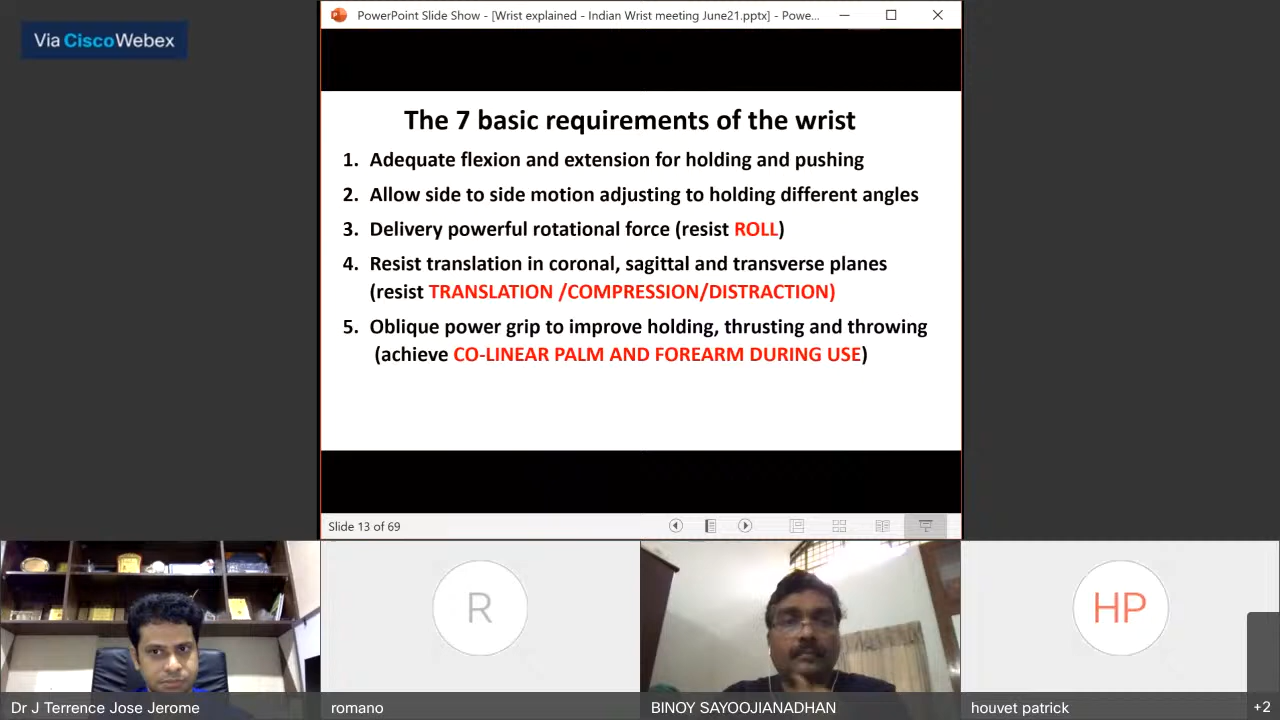 PowerPoint Slide Show - [Wrist explained - Indian Wrist meeting June21.pptx] - Powe...
Via CiscoWebex
The 7 basic requirements of the wrist
1. Adequate flexion and extension for holding and pushing
2. Allow side to side motion adjusting to holding different angles
3. Delivery powerful rotational force (resist ROLL)
4. Resist translation in coronal, sagittal and transverse planes
(resist TRANSLATION /COMPRESSION/DISTRACTION)
5. Oblique power grip to improve holding, thrusting and throwing
(achieve CO-LINEAR PALM AND FOREARM DURING USE)
Slide 13 of 69
R
HP
Dr J Terrence Jose Jerome
romano
BINOY SAYOOJIANADHAN
houvet patrick
+2